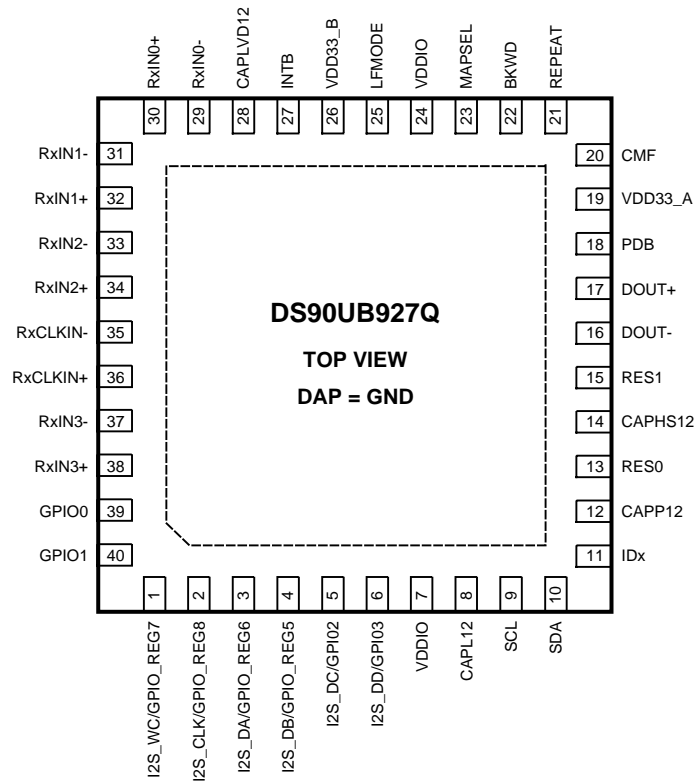 RxIN0+
RxIN0-
CAPLVD12
INTB
VDD33_B
LFMODE
VDDIO
MAPSEL
BKWD
REPEAT
30
29
28
27
26
25
24
23
22
21
RxIN1- 31
RxIN1+ 32
RxIN2- 33
RxIN2+ 34
RxCLKIN- 35
RxCLKIN+ 36
RxIN3- 37
RxIN3+ 38
GPIO0 39
GPIO1 40
DS90UB927Q
TOP VIEW
DAP = GND
20 CMF
19 VDD33_A
18 PDB
17 DOUT+
16 DOUT-
15 RES1
14 CAPHS12
13 RES0
12 CAPP12
11 IDx
1
2
3
4
5
6
7
8
9
10
I2S_WC/GPIO_REG7
I2S_CLK/GPIO_REG8
I2S_DA/GPIO_REG6
I2S_DB/GPIO_REG5
I2S_DC/GPI02
I2S_DD/GPI03
VDDIO
CAPL12
SCL
SDA